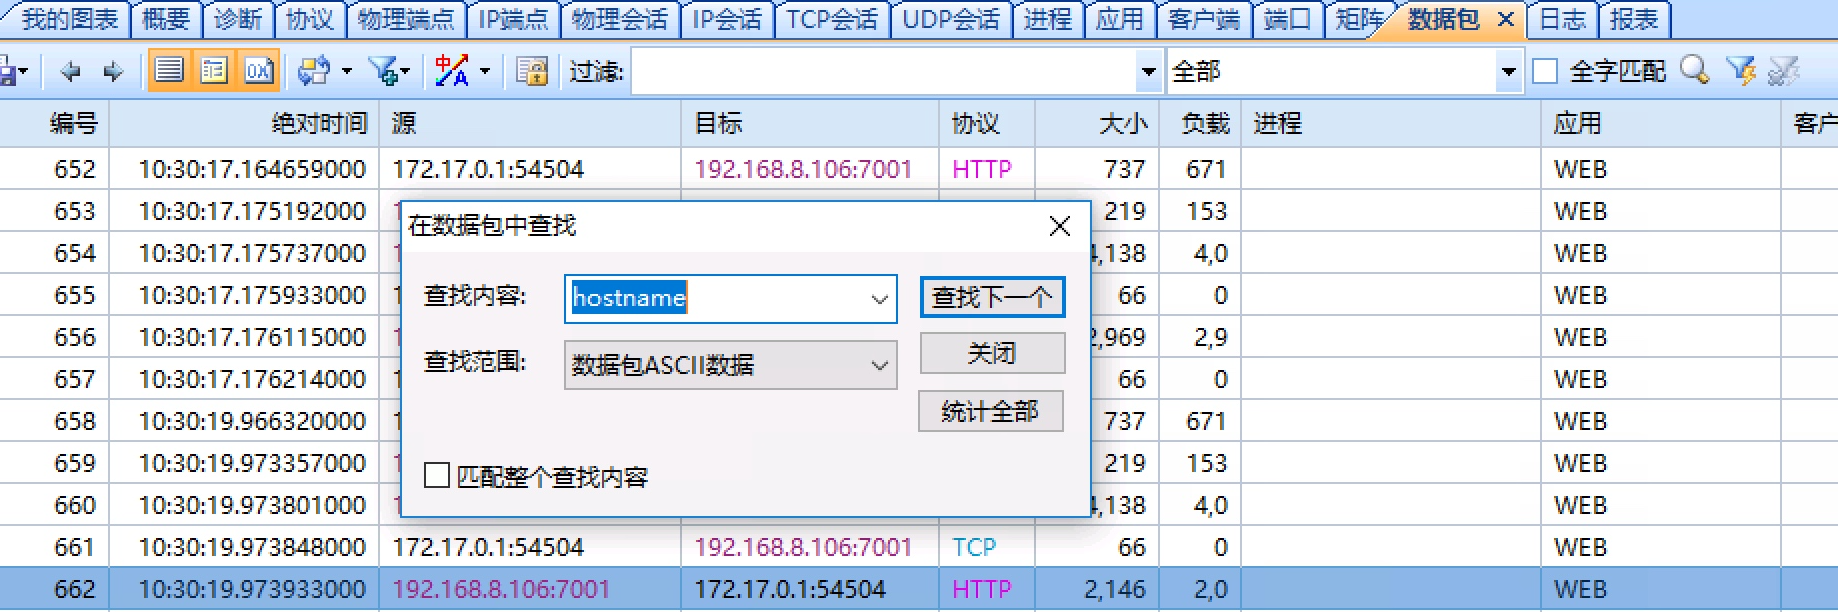 我的图表 概要 诊断 协议 物理端点 IP端点 物理会话 IP会话 TCP会话 UDP会话 进程 应用 客户端 端口 矩阵 数据包 × 日志 报表
过滤: 全部 全字匹配
编号 绝对时间 源 目标 协议 大小 负载 进程 应用 客户
652 10:30:17.164659000 172.17.0.1:54504 192.168.8.106:7001 HTTP 737 671 WEB
653 10:30:17.175192000 219 153 WEB
654 10:30:17.175737000 ,138 4,0 WEB
655 10:30:17.175933000 66 0 WEB
656 10:30:17.176115000 ,969 2,9 WEB
657 10:30:17.176214000 66 0 WEB
658 10:30:19.966320000 737 671 WEB
659 10:30:19.973357000 219 153 WEB
660 10:30:19.973801000 ,138 4,0 WEB
661 10:30:19.973848000 172.17.0.1:54504 192.168.8.106:7001 TCP 66 0 WEB
662 10:30:19.973933000 192.168.8.106:7001 172.17.0.1:54504 HTTP 2,146 2,0 WEB
在数据包中查找
查找内容: hostname 查找下一个
查找范围: 数据包ASCII数据 关闭
统计全部
匹配整个查找内容